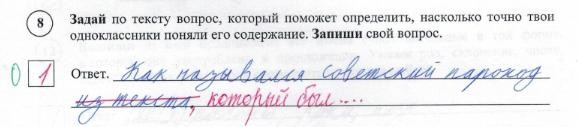 8 Задай по тексту вопрос, который поможет определить, насколько точно твои
одноклассники поняли его содержание. Запиши свой вопрос.
0 1 Ответ. Как назывался советский пароход
из текста, который был....